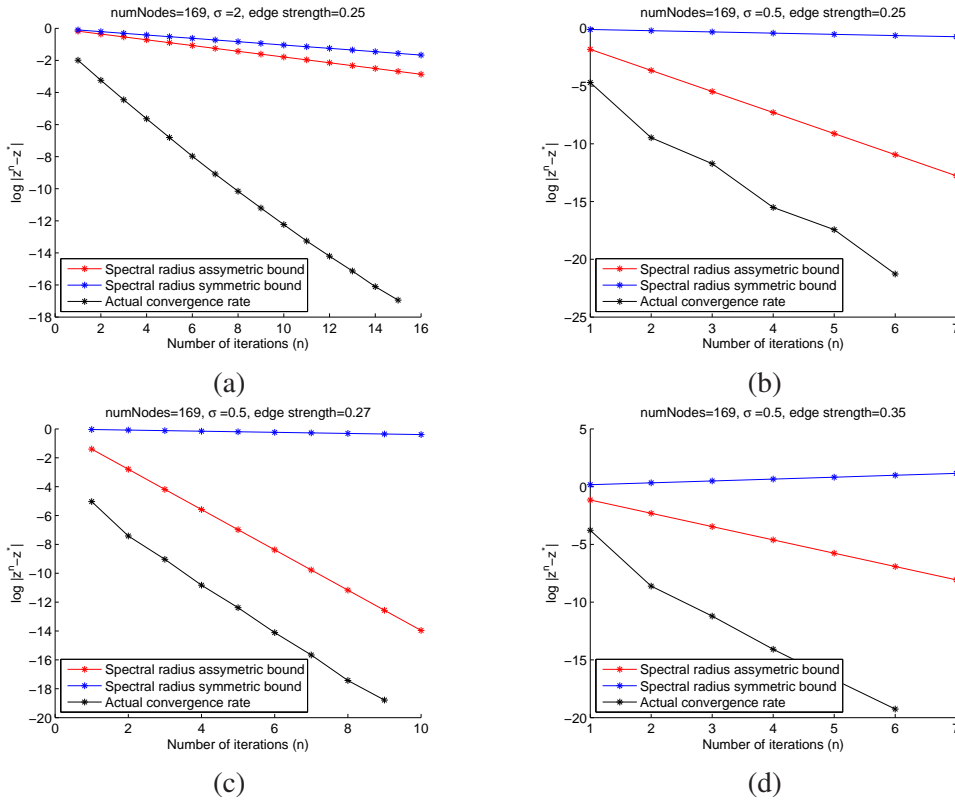 numNodes=169, σ =2, edge strength=0.25
0
−2
−4
−6
−8
−10
−12
−14
−16
−18
log |z^n−z^*|
Spectral radius assymetric bound
Spectral radius symmetric bound
Actual convergence rate
0 2 4 6 8 10 12 14 16
Number of iterions (n)
(a)
numNodes=169, σ =0.5, edge strength=0.25
0
−5
−10
−15
−20
−25
log |z^n−z^*|
Spectral radius assymetric bound
Spectral radius symmetric bound
Actual convergence rate
1 2 3 4 5 6 7
Number of iterions (n)
(b)
numNodes=169, σ =0.5, edge strength=0.27
0
−2
−4
−6
−8
−10
−12
−14
−16
−18
−20
log |z^n−z^*|
Spectral radius assymetric bound
Spectral radius symmetric bound
Actual convergence rate
0 2 4 6 8 10
Number of iterions (n)
(c)
numNodes=169, σ =0.5, edge strength=0.35
5
0
−5
−10
−15
−20
log |z^n−z^*|
Spectral radius assymetric bound
Spectral radius symmetric bound
Actual convergence rate
1 2 3 4 5 6 7
Number of iterions (n)
(d)